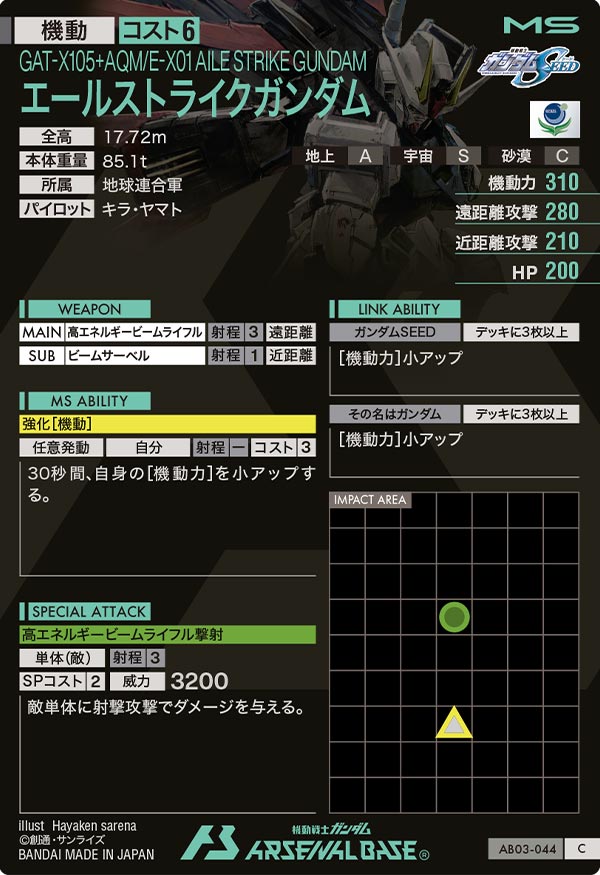 機動 コスト6 MS
GAT-X105+AQM/E-X01 AILE STRIKE GUNDAM
エールストライクガンダム
機動戦士
ガンダムSEED
全高 17.72m
本体重量 85.1t
所属 地球連合軍
パイロット キラ・ヤマト
地上 A 宇宙 S 砂漠 C
機動力 310
遠距離攻撃 280
近距離攻撃 210
HP 200
WEAPON
MAIN 高エネルギービームライフル 射程 3 遠距離
SUB ビームサーベル 射程 1 近距離
MS ABILITY
強化[機動]
任意発動 自分 射程 ー コスト 3
30秒間、自身の[機動力]を小アップす
る。
SPECIAL ATTACK
高エネルギービームライフル撃射
単体(敵) 射程 3
SPコスト 2 威力 3200
敵単体に射撃攻撃でダメージを与える。
LINK ABILITY
ガンダムSEED デッキに3枚以上
[機動力]小アップ
その名はガンダム デッキに3枚以上
[機動力]小アップ
IMPACT AREA
illust Hayaken sarena
©創通・サンライズ
BANDAI MADE IN JAPAN
機動戦士ガンダム
ARSENAL BASE®
AB03-044 C